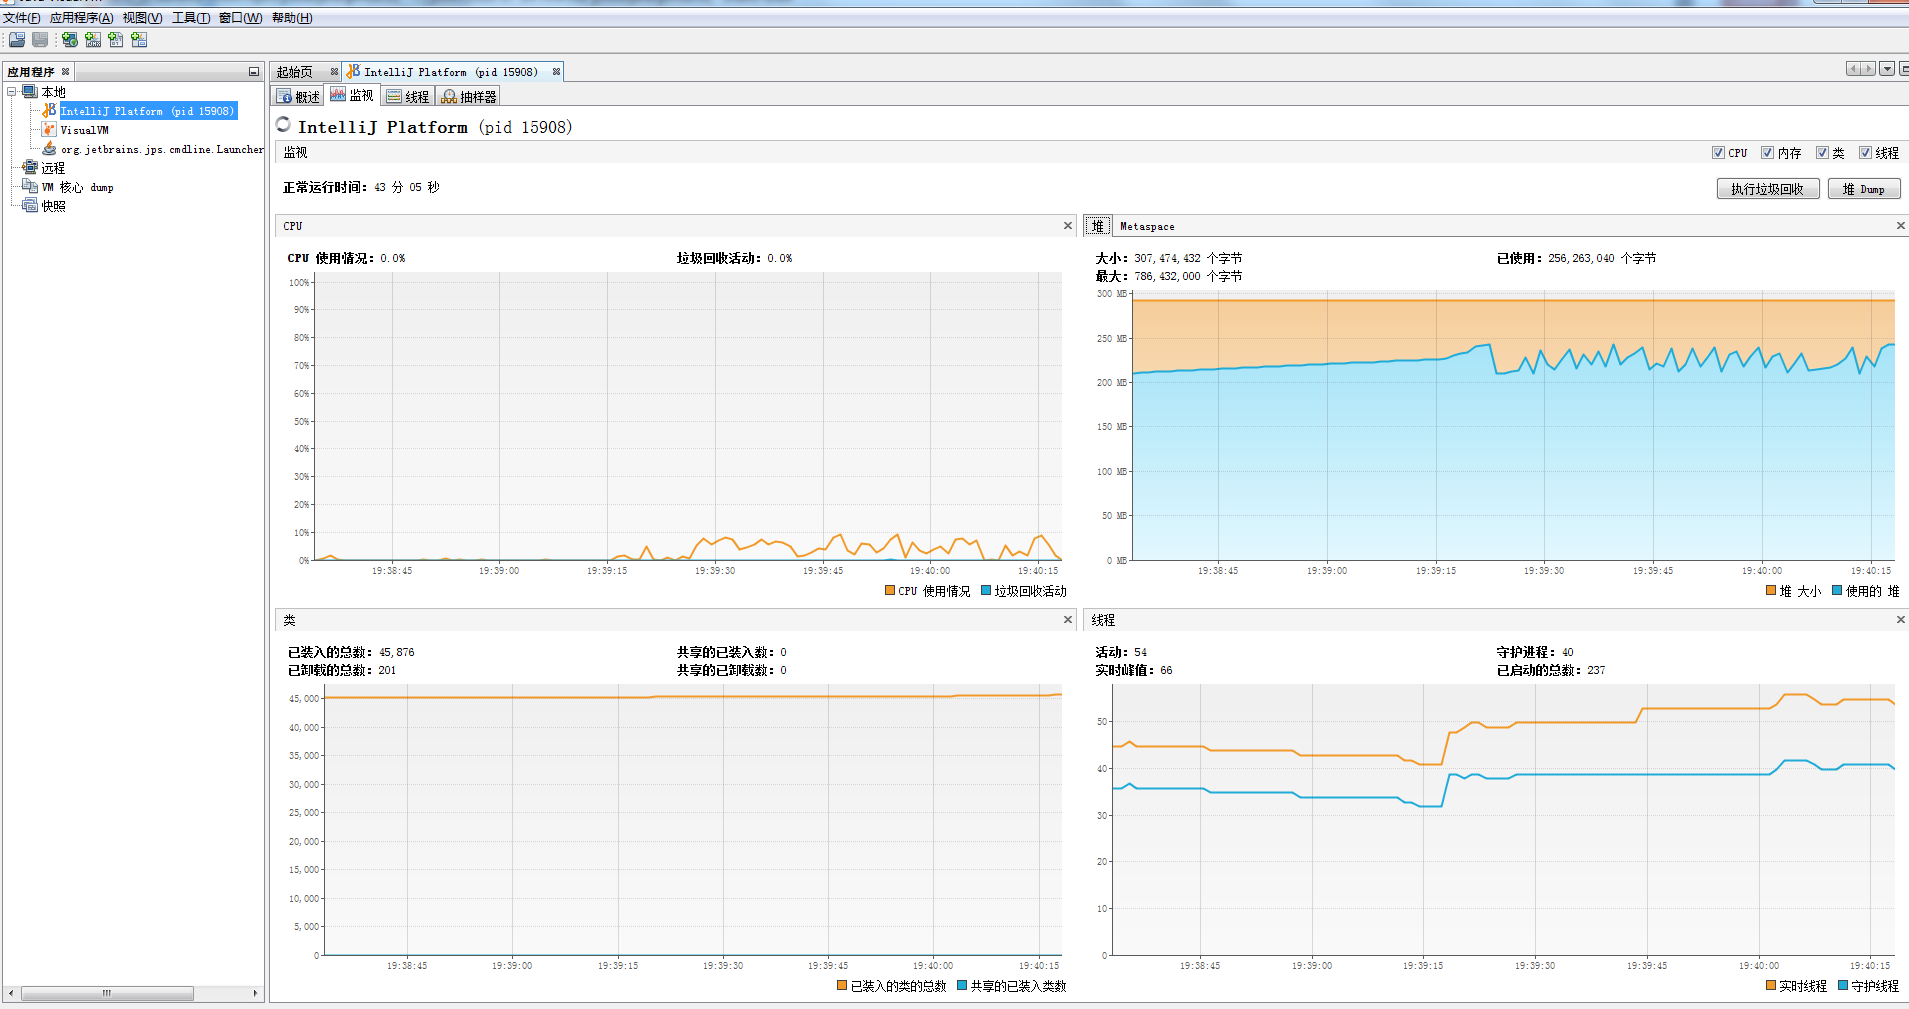 文件(F) 应用程序(A) 视图(V) 工具(T) 窗口(W) 帮助(H)
应用程序
本地
IntelliJ Platform (pid 15908)
VisualVM
org.jetbrains.jps.cmdline.Launcher
远程
VM 核心 dump
快照
起始页 IntelliJ Platform (pid 15908)
概述 监视 线程 抽样器
IntelliJ Platform (pid 15908)
监视 CPU 内存 类 线程
正常运行时间: 43 分 05 秒 执行垃圾回收 堆 Dump
CPU
CPU 使用情况: 0.0% 垃圾回收活动: 0.0%
100%
90%
80%
70%
60%
50%
40%
30%
20%
10%
0%
19:38:45 19:39:00 19:39:15 19:39:30 19:39:45 19:40:00 19:40:15
CPU 使用情况 垃圾回收活动
堆 Metaspace
大小: 307,474,432 个字节 已使用: 256,263,040 个字节
最大: 786,432,000 个字节
300 MB
250 MB
200 MB
150 MB
100 MB
50 MB
0 MB
19:38:45 19:39:00 19:39:15 19:39:30 19:39:45 19:40:00 19:40:15
堆 大小 使用的 堆
类
已装入的总数: 45,876 共享的已装入数: 0
已卸载的总数: 201 共享的已卸载数: 0
45,000
40,000
35,000
30,000
25,000
20,000
15,000
10,000
5,000
0
19:38:45 19:39:00 19:39:15 19:39:30 19:39:45 19:40:00 19:40:15
已装入的类的总数 共享的已装入类数
线程
活动: 54 守护进程: 40
实时峰值: 66 已启动的总数: 237
50
40
30
20
10
0
19:38:45 19:39:00 19:39:15 19:39:30 19:39:45 19:40:00 19:40:15
实时线程 守护线程